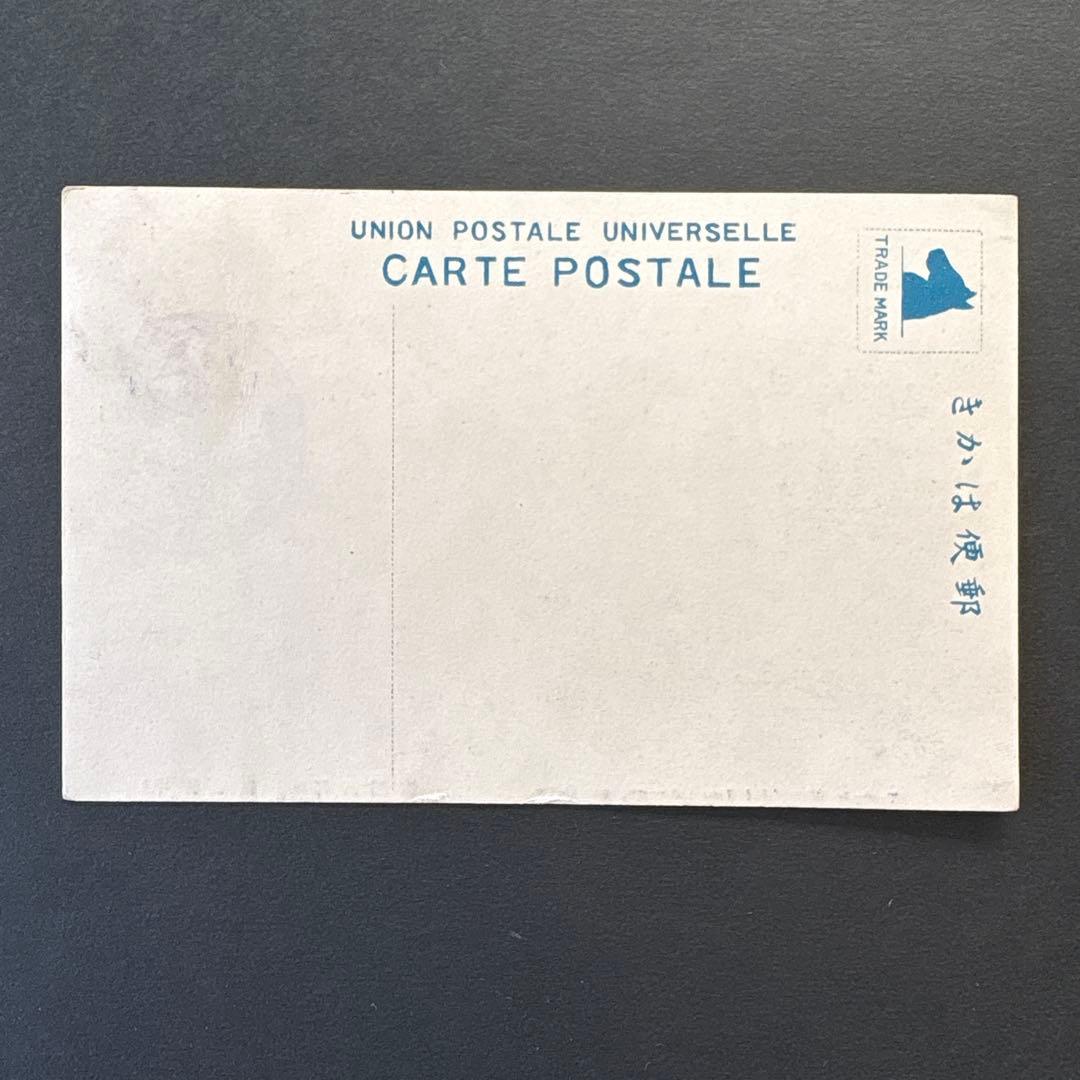 UNION POSTALE UNIVERSELLE
CARTE POSTALE
TRADE MARK
郵便はかき